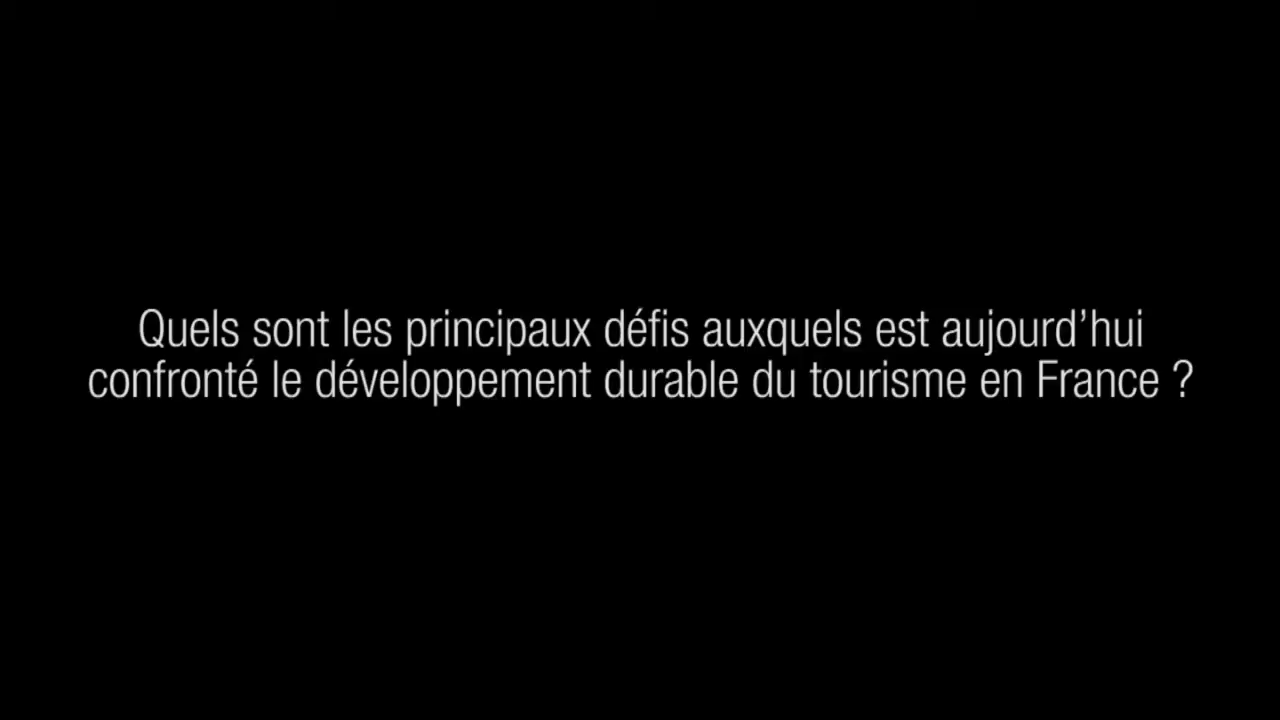 Quels sont les principaux défis auxquels est aujourd’hui
confronté le développement durable du tourisme en France ?